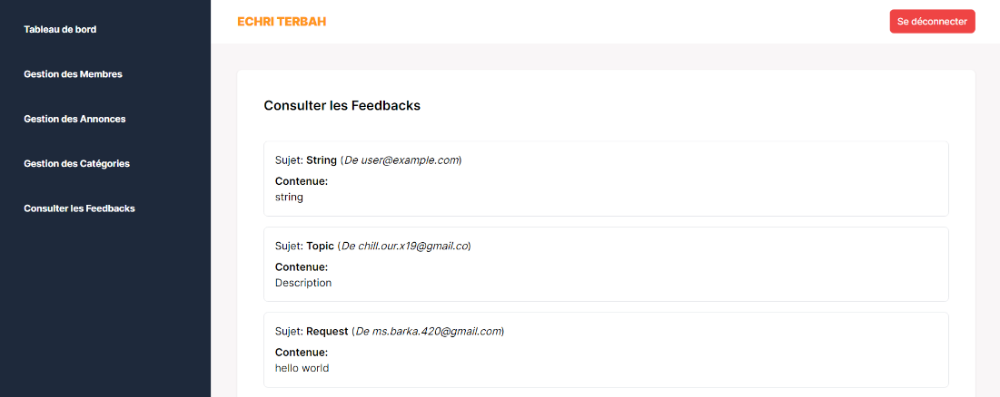 Tableau de bord
Gestion des Membres
Gestion des Annonces
Gestion des Catégories
Consulter les Feedbacks
ECHRI TERBAH
Se déconnecter
Consulter les Feedbacks
Sujet: String (De user@example.com)
Contenue:
string
Sujet: Topic (De chill.our.x19@gmail.co)
Contenue:
Description
Sujet: Request (De ms.barka.420@gmail.com)
Contenue:
hello world